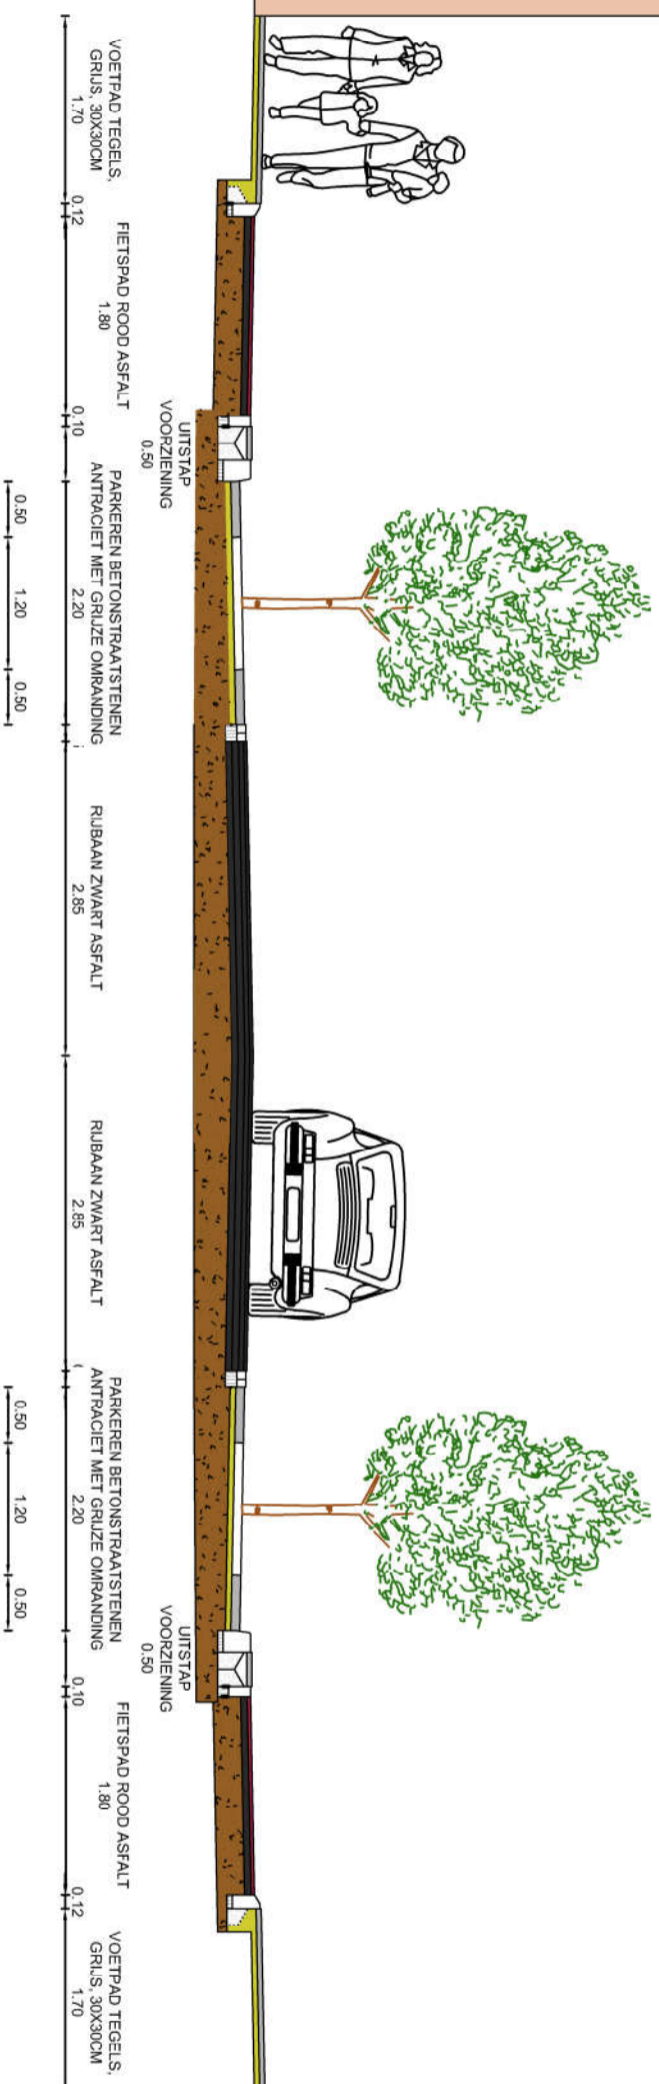 VOETPAD TEGELS,
GRIJS, 30X30CM
1.70
0.12
FIETSPAD ROOD ASFALT
1.80
0.10
UITSTAP
VOORZIENING
0.50
PARKEREN BETONSTRAATSTENEN
ANTRACIET MET GRIJZE OMRANDING
2.20
0.50
1.20
0.50
RIJBAAN ZWART ASFALT
2.85
RIJBAAN ZWART ASFALT
2.85
PARKEREN BETONSTRAATSTENEN
ANTRACIET MET GRIJZE OMRANDING
2.20
0.50
1.20
0.50
UITSTAP
VOORZIENING
0.50
0.10
FIETSPAD ROOD ASFALT
1.80
0.12
VOETPAD TEGELS,
GRIJS, 30X30CM
1.70